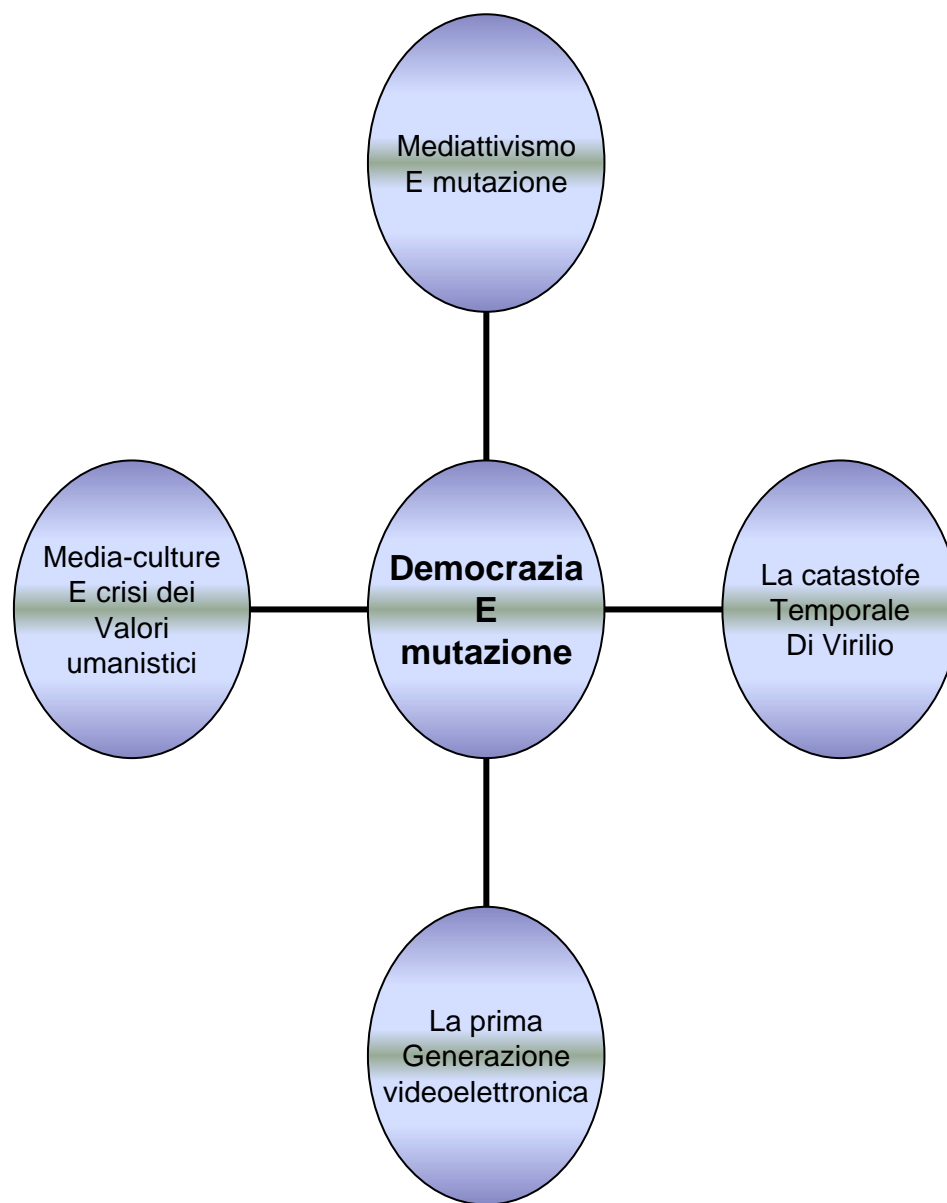 Mediattivismo
E mutazione
Media-culture
E crisi dei
Valori
umanistici
Democrazia
E
mutazione
La catastofe
Temporale
Di Virilio
La prima
Generazione
videoelettronica